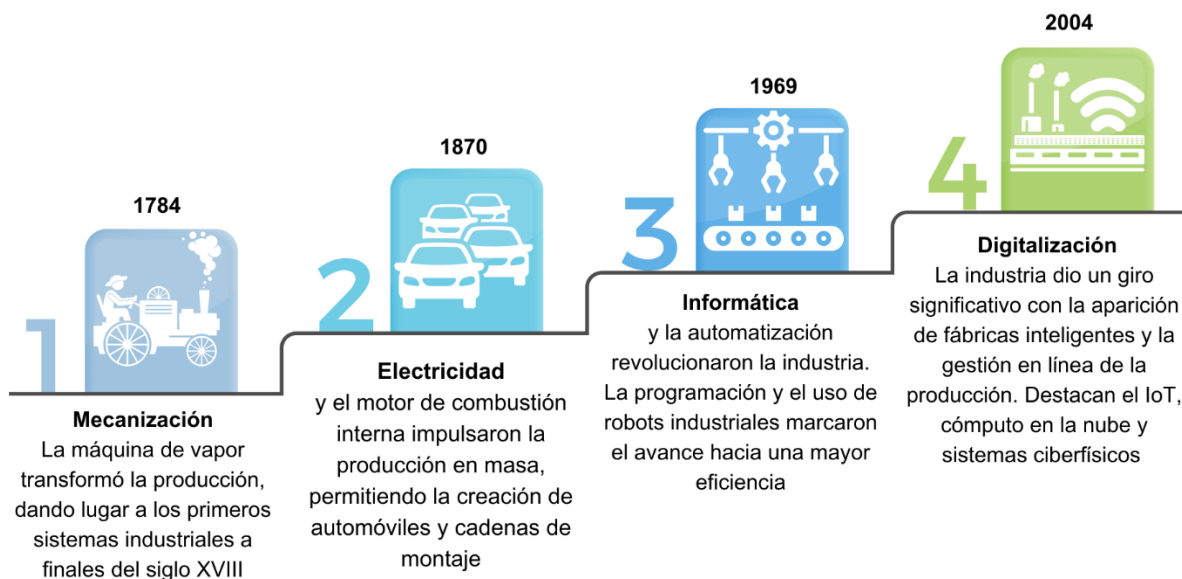 1784
1
Mecanización
La máquina de vapor
transformó la producción,
dando lugar a los primeros
sistemas industriales a
finales del siglo XVIII
1870
2
Electricidad
y el motor de combustión
interna impulsaron la
producción en masa,
permitiendo la creación de
automóviles y cadenas de
montaje
1969
3
Informática
y la automatización
revolucionaron la industria.
La programación y el uso de
robots industriales marcaron
el avance hacia una mayor
eficiencia
2004
4
Digitalización
La industria dio un giro
significativo con la aparición
de fábricas inteligentes y la
gestión en línea de la
producción. Destacan el IoT,
cómputo en la nube y
sistemas ciberfísicos